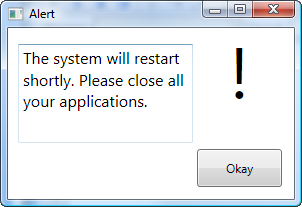 Alert
The system will restart
shortly. Please close all
your applications.
!
Okay